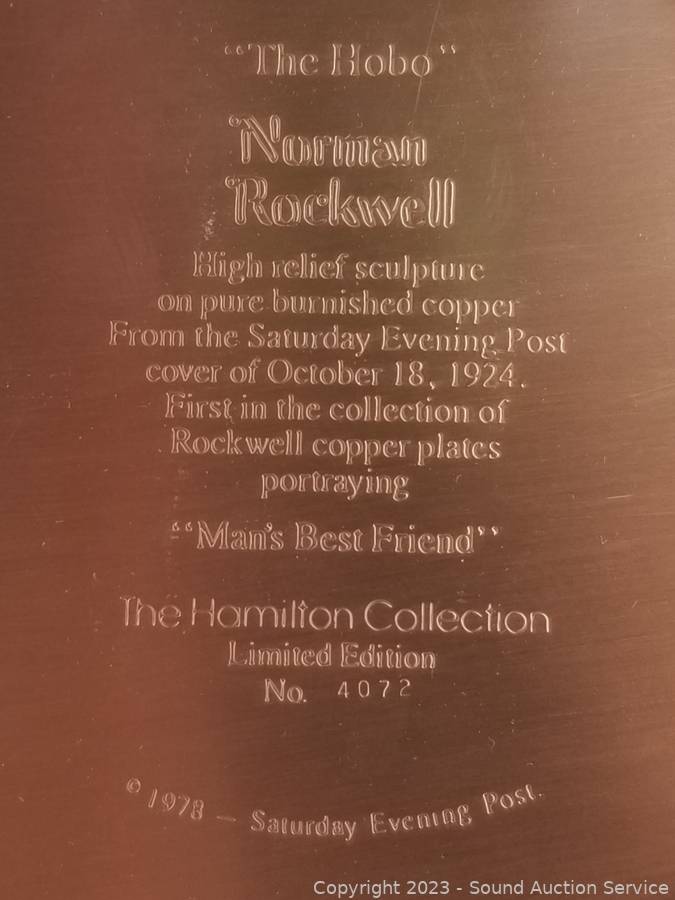 “The Hobo”
Norman
Rockwell
High relief sculpture
on pure burnished copper
From the Saturday Evening Post
cover of October 18, 1924.
First in the collection of
Rockwell copper plates
portraying
“Man's Best Friend”
The Hamilton Collection
Limited Edition
No. 4072
© 1978 – Saturday Evening Post.
Copyright 2023 - Sound Auction Service